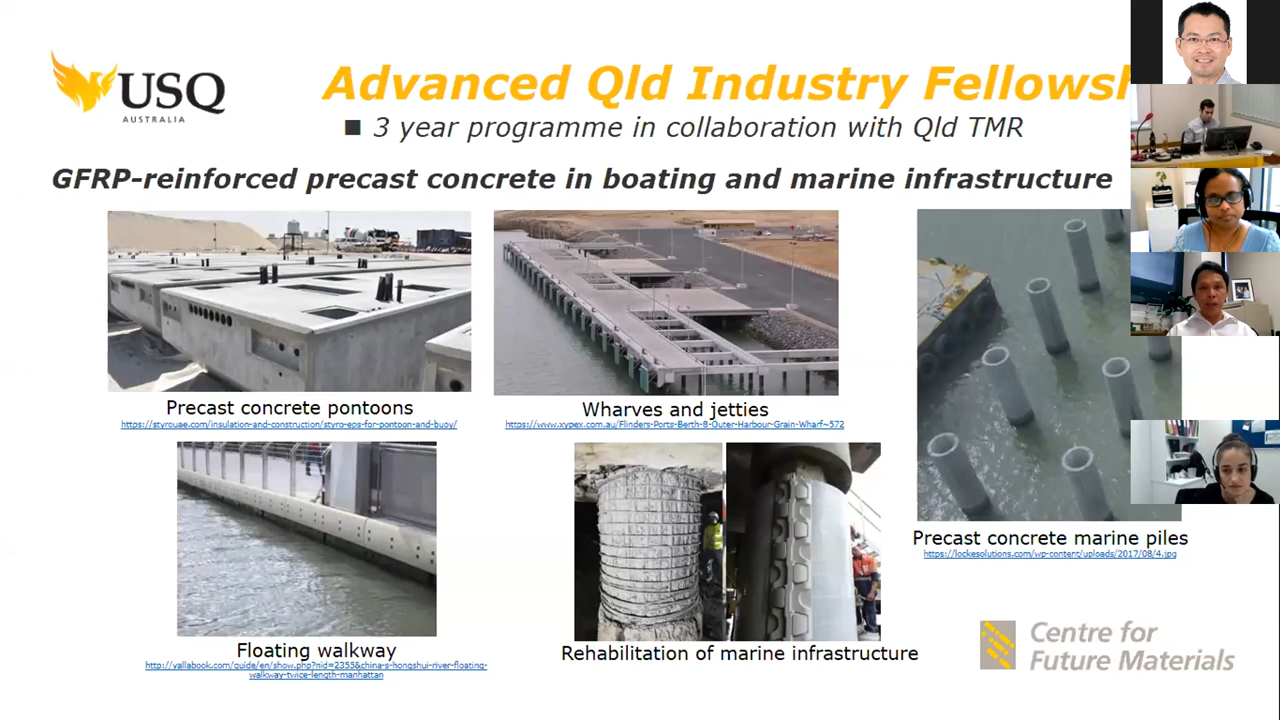 USQ
AUSTRALIA
Advanced Qld Industry Fellowsh
■ 3 year programme in collaboration with Qld TMR
GFRP-reinforced precast concrete in boating and marine infrastructure
Precast concrete pontoons
https://styrouae.com/insulation-and-construction/styro-eps-for-pontoon-and-buoy/
Wharves and jetties
https://www.xypex.com.au/Flinders-Ports-Berth-8-Outer-Harbour-Grain-Wharf~572
Precast concrete marine piles
https://lockesolutions.com/wp-content/uploads/2017/08/4.jpg
Floating walkway
http://yallabook.com/guide/en/show.php?nid=2355&china-s-hongshui-river-floating-
walkway-twice-length-manhattan
Rehabilitation of marine infrastructure
Centre for
Future Materials